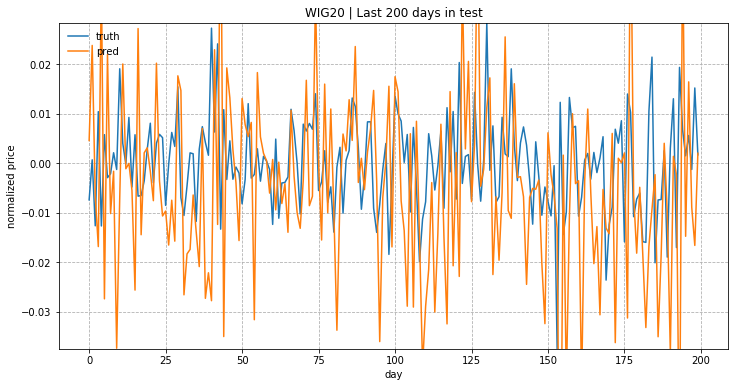 WIG20 | Last 200 days in test
truth
pred
0.02
0.01
0.00
−0.01
−0.02
−0.03
normalized price
0 25 50 75 100 125 150 175 200
day